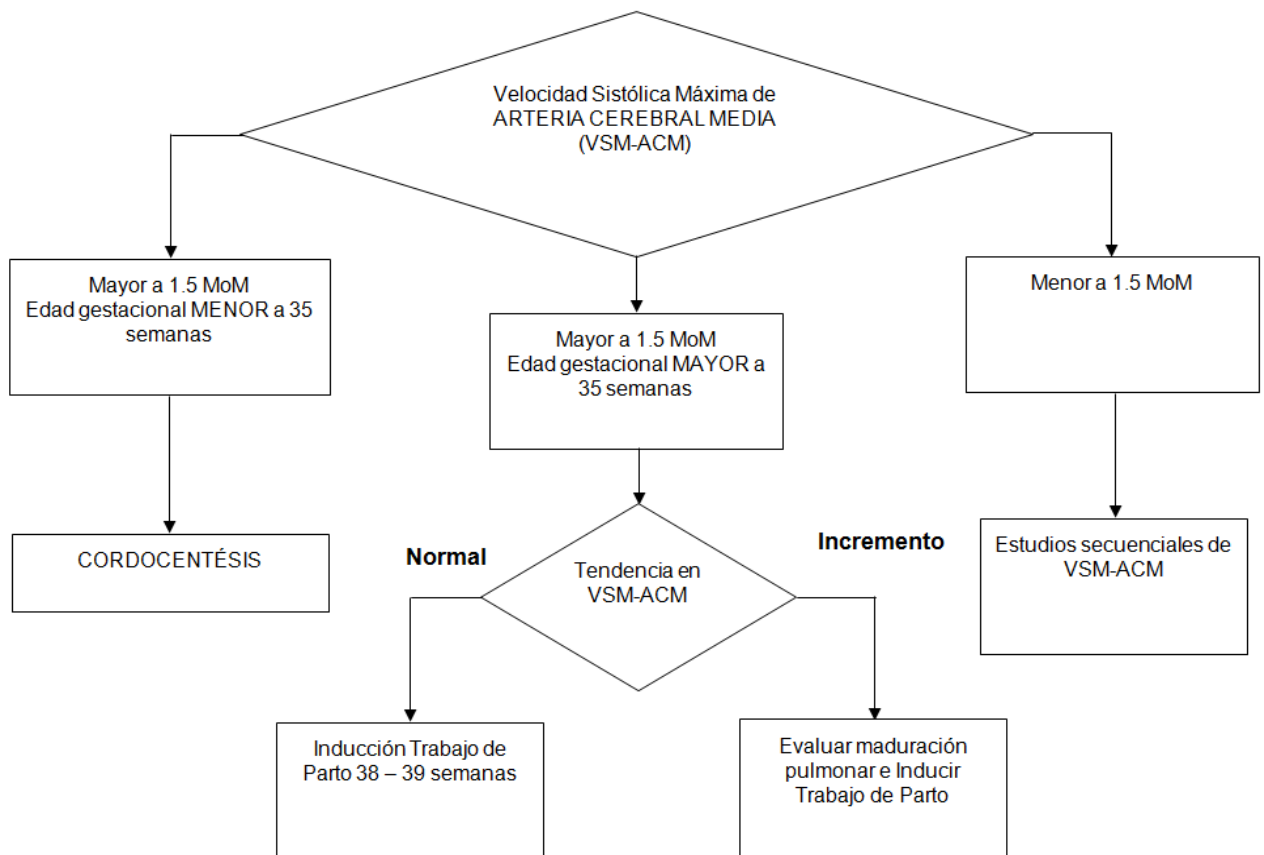 Velocidad Sistólica Máxima de
ARTERIA CEREBRAL MEDIA
(VSM-ACM)
Mayor a 1.5 MoM
Edad gestacional MENOR a 35
semanas
Mayor a 1.5 MoM
Edad gestacional MAYOR a
35 semanas
Menor a 1.5 MoM
CORDOCENTÉSIS
Normal
Tendencia en
VSM-ACM
Incremento
Estudios secuenciales de
VSM-ACM
Inducción Trabajo de
Parto 38 – 39 semanas
Evaluar maduración
pulmonar e Inducir
Trabajo de Parto